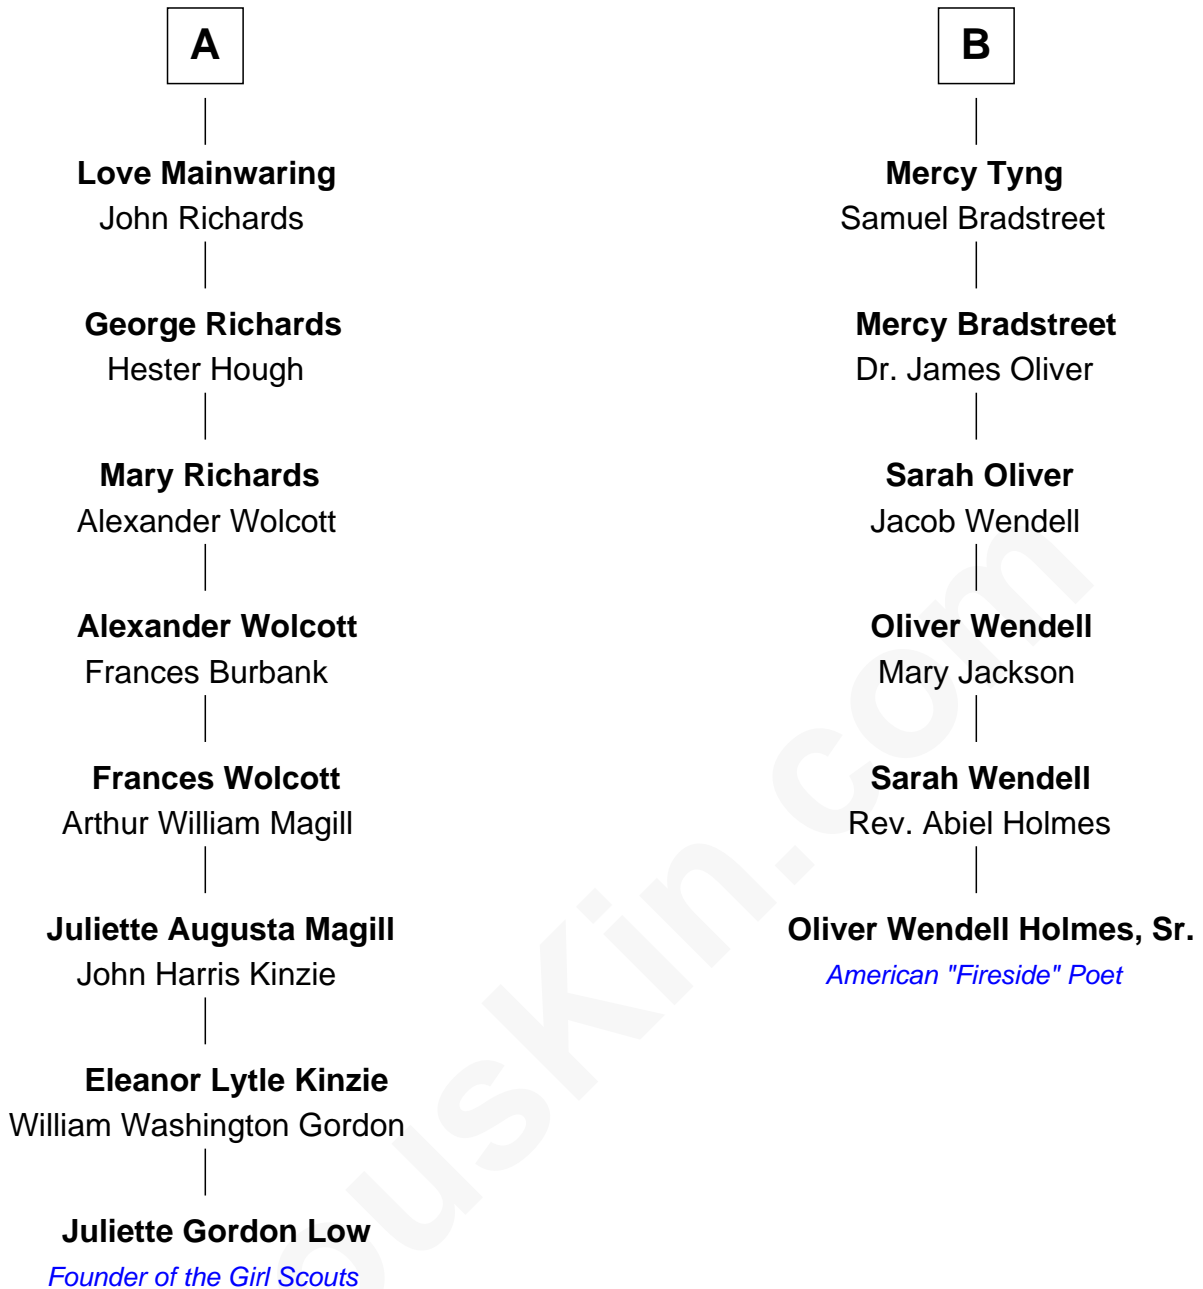 A
Love Mainwaring
John Richards
George Richards
Hester Hough
Mary Richards
Alexander Wolcott
Alexander Wolcott
Frances Burbank
Frances Wolcott
Arthur William Magill
Juliette Augusta Magill
John Harris Kinzie
Eleanor Lytle Kinzie
William Washington Gordon
Juliette Gordon Low
Founder of the Girl Scouts
B
Mercy Tyng
Samuel Bradstreet
Mercy Bradstreet
Dr. James Oliver
Sarah Oliver
Jacob Wendell
Oliver Wendell
Mary Jackson
Sarah Wendell
Rev. Abiel Holmes
Oliver Wendell Holmes, Sr.
American "Fireside" Poet
ousKin.com